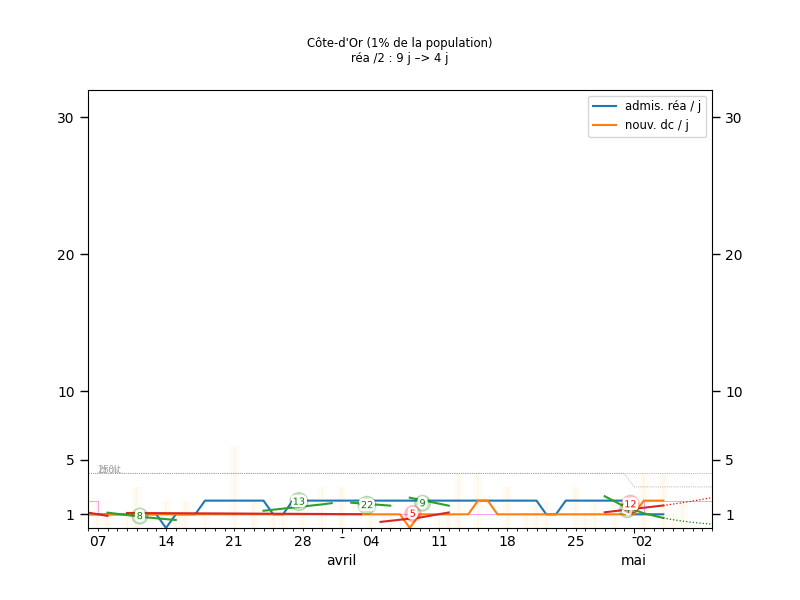 Côte-d'Or (1% de la population)
réa /2 : 9 j –> 4 j
admis. réa / j
nouv. dc / j
30 30
20 20
10 10
5 5
1 1
13
22
9
8
5
12
07 14 21 28 - 04 11 18 25 - 02
avril mai